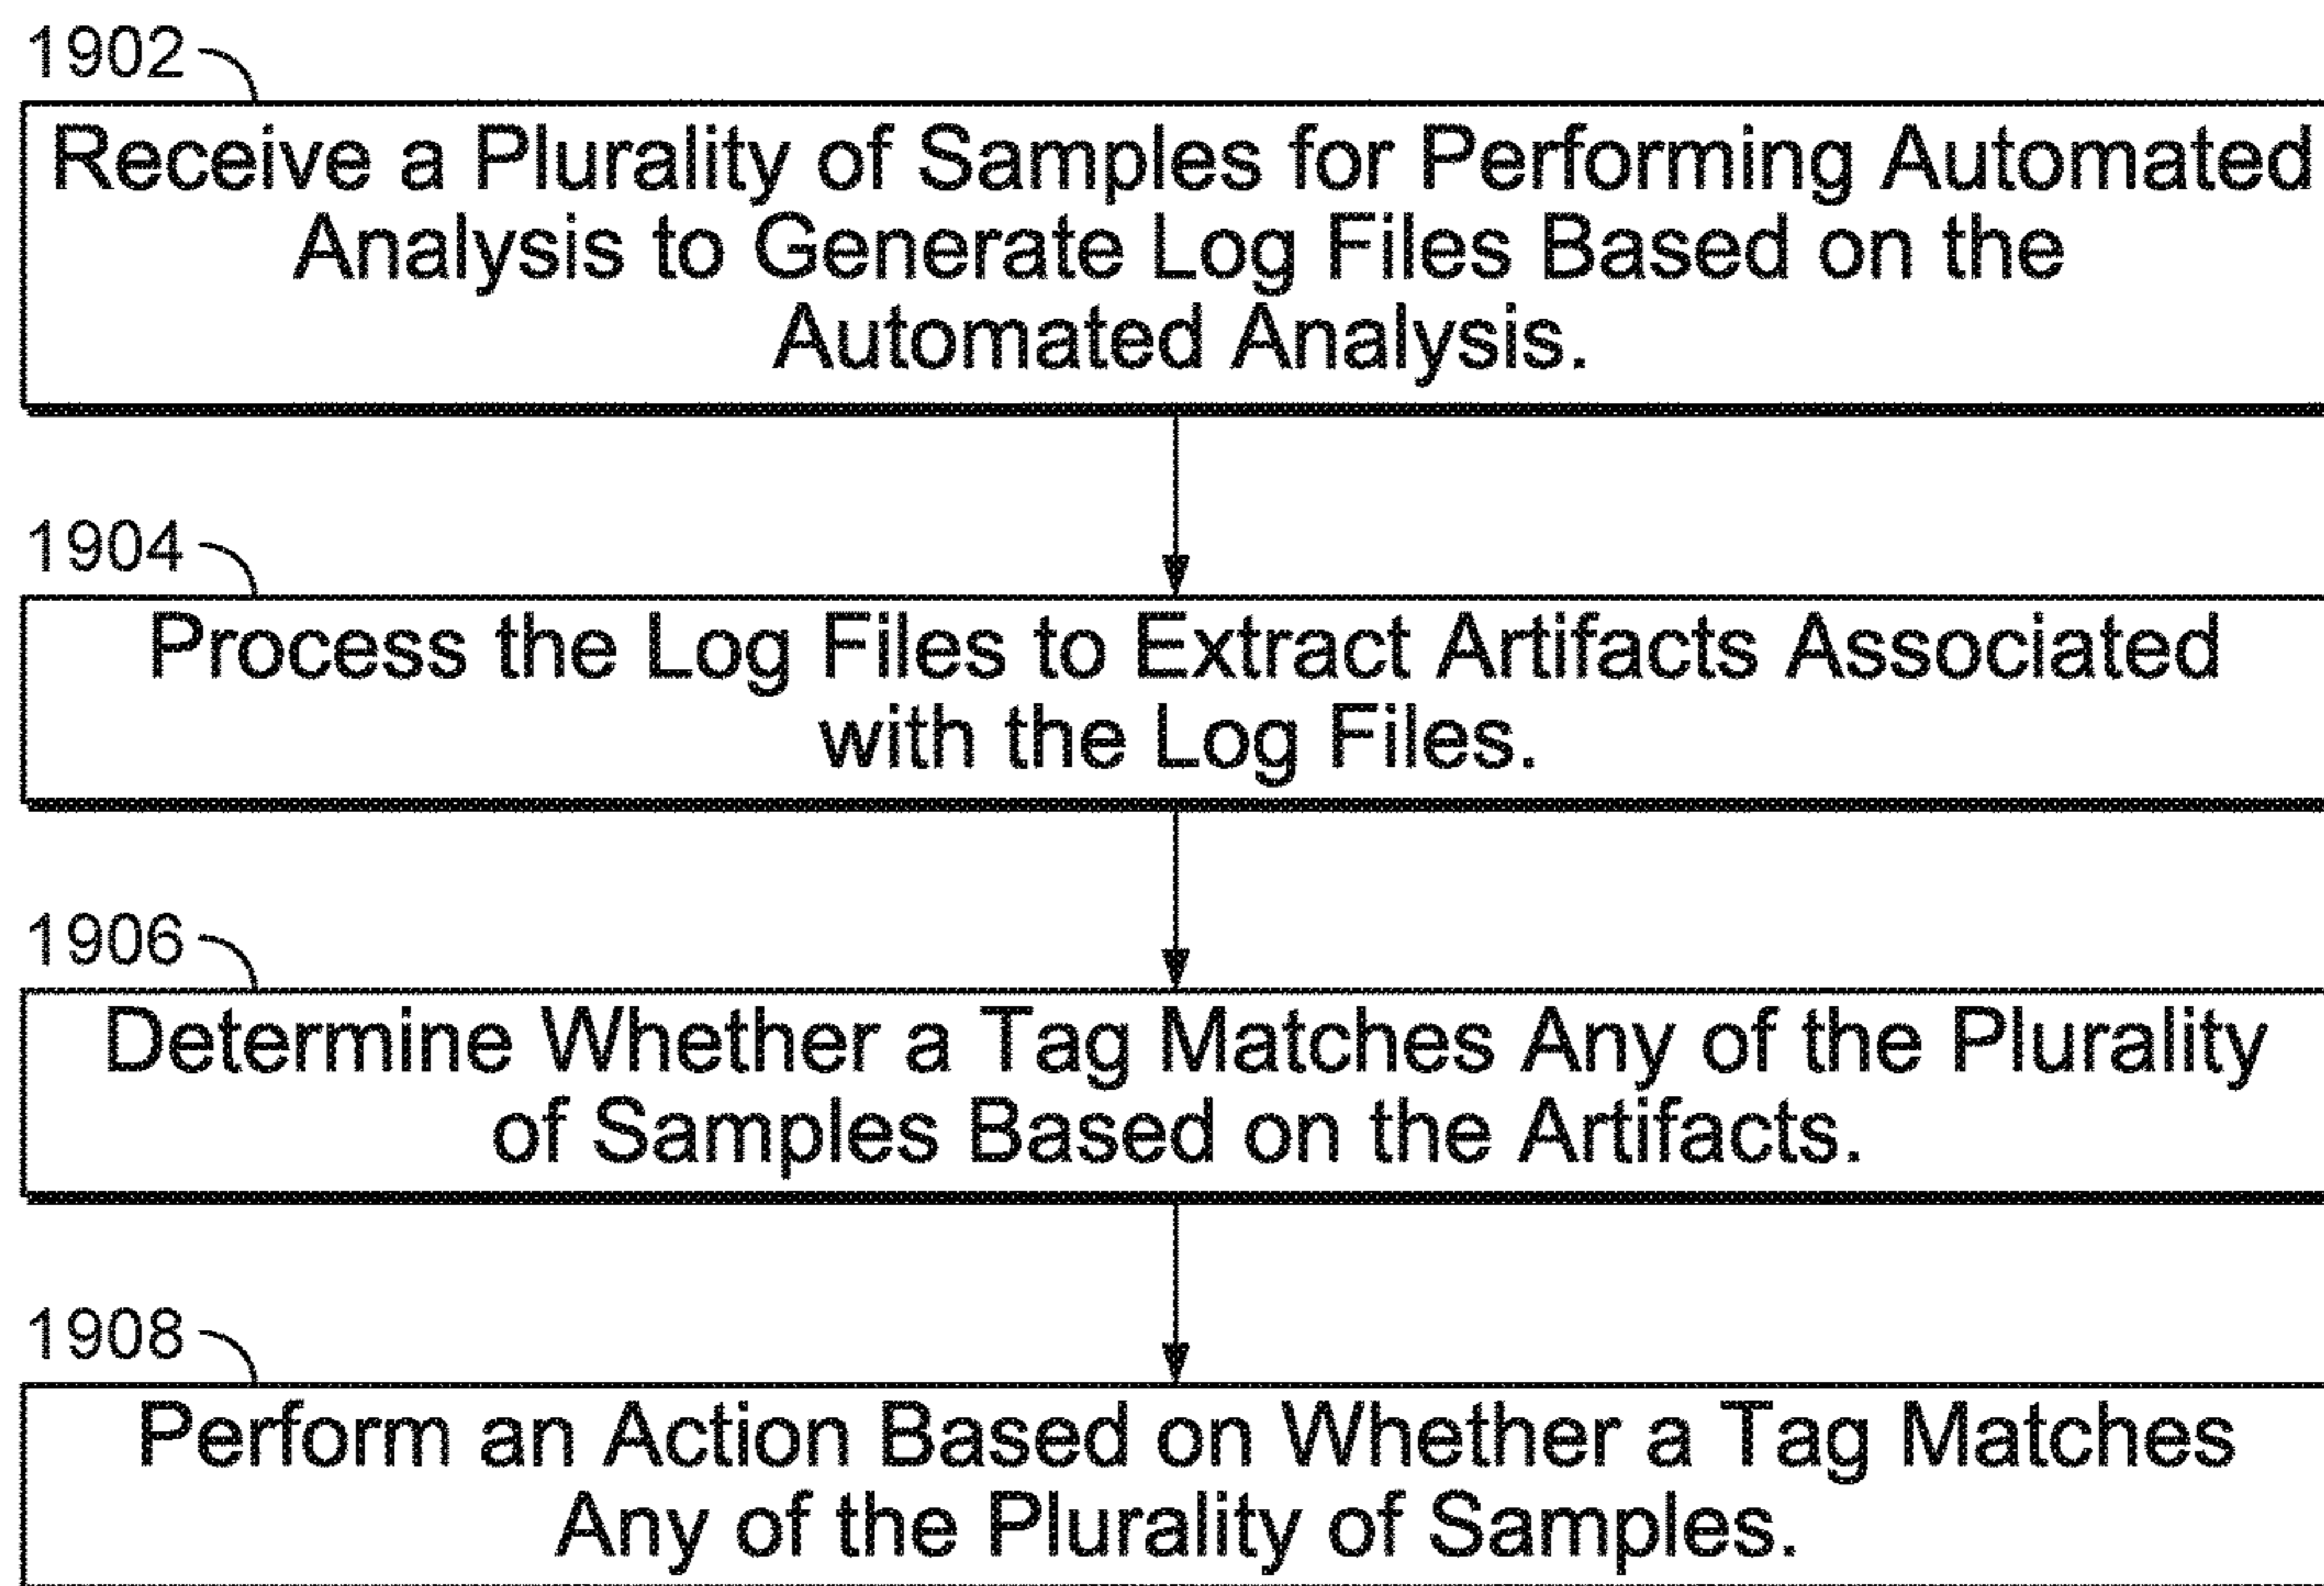 1902
Receive a Plurality of Samples for Performing Automated
Analysis to Generate Log Files Based on the
Automated Analysis.
1904
Process the Log Files to Extract Artifacts Associated
with the Log Files.
1906
Determine Whether a Tag Matches Any of the Plurality
of Samples Based on the Artifacts.
1908
Perform an Action Based on Whether a Tag Matches
Any of the Plurality of Samples.